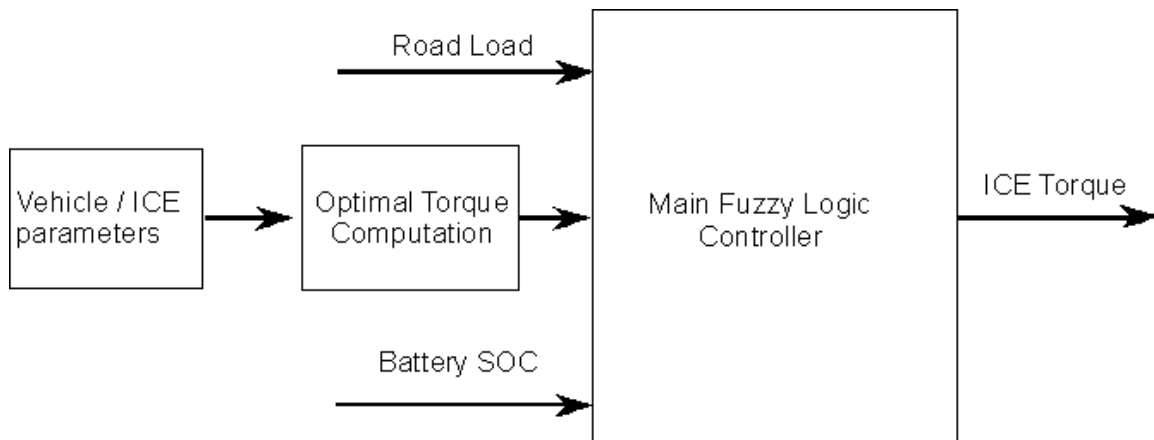 Road Load
Vehicle / ICE
parameters
Optimal Torque
Computation
Main Fuzzy Logic
Controller
ICE Torque
Battery SOC